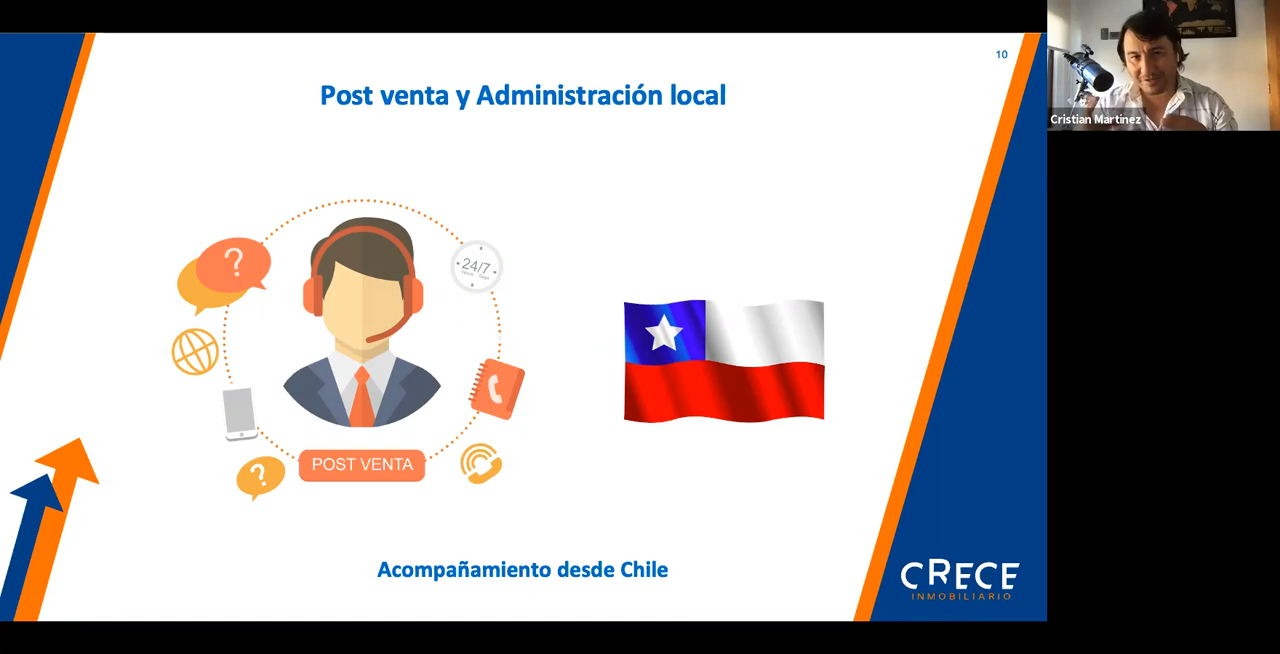 10
Post venta y Administración local
Cristian Martinez
?
24/7
POST VENTA
?
Acompañamiento desde Chile
CRECE
INMOBILIARIO